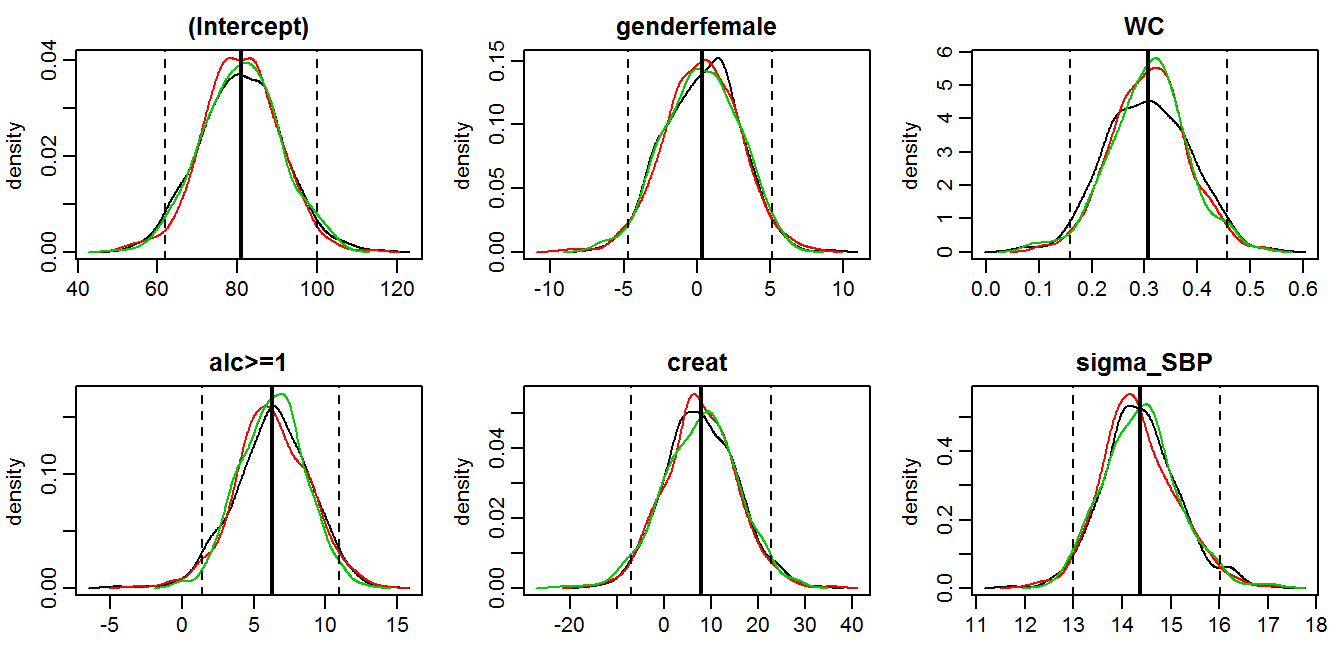 (Intercept)
density
0.00 0.02 0.04
40 60 80 100 120
genderfemale
density
0.00 0.05 0.10 0.15
-10 -5 0 5 10
WC
density
0 1 2 3 4 5 6
0.0 0.1 0.2 0.3 0.4 0.5 0.6
alc>=1
density
0.00 0.10
-5 0 5 10 15
creat
density
0.00 0.02 0.04
-20 0 10 20 30 40
sigma_SBP
density
0.0 0.2 0.4
11 12 13 14 15 16 17 18